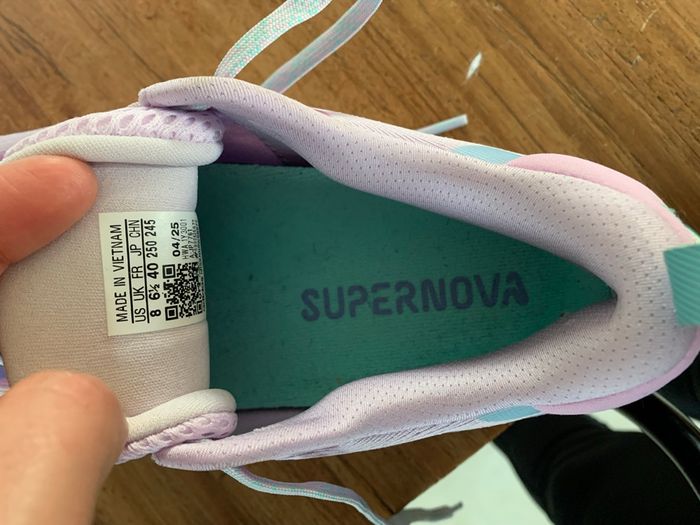 MADE IN VIETNAM
US UK FR JP CHN
8 6½ 40 250 245
04/25
SUPERNOVA